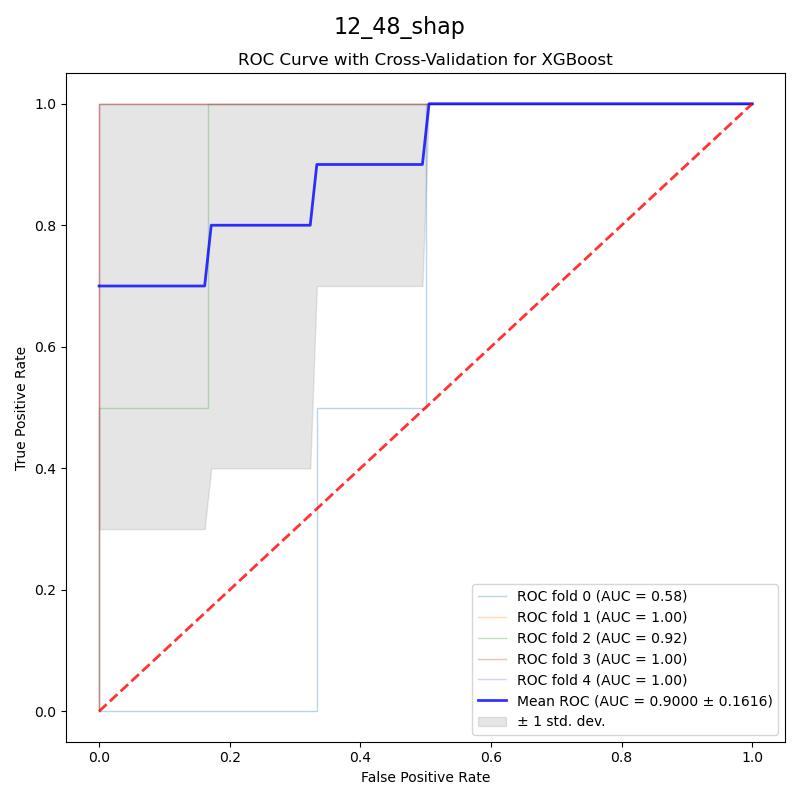 12_48_shap
ROC Curve with Cross-Validation for XGBoost
True Positive Rate
1.0
0.8
0.6
0.4
0.2
0.0
0.0 0.2 0.4 0.6 0.8 1.0
False Positive Rate
ROC fold 0 (AUC = 0.58)
ROC fold 1 (AUC = 1.00)
ROC fold 2 (AUC = 0.92)
ROC fold 3 (AUC = 1.00)
ROC fold 4 (AUC = 1.00)
Mean ROC (AUC = 0.9000 ± 0.1616)
± 1 std. dev.